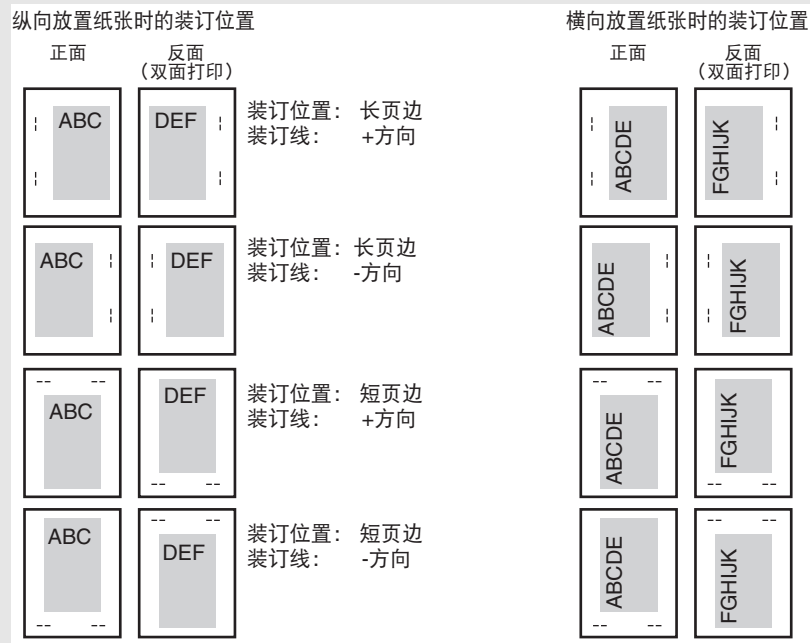 纵向放置纸张时的装订位置
正面 反面
（双面打印）
ABC DEF
装订位置： 长页边
装订线： +方向
ABC DEF
装订位置：长页边
装订线： -方向
ABC DEF
装订位置： 短页边
装订线： +方向
ABC DEF
装订位置： 短页边
装订线： -方向
横向放置纸张时的装订位置
正面 反面
（双面打印）
ABCDE FGHIJK
ABCDE FGHIJK
ABCDE FGHIJK
ABCDE FGHIJK